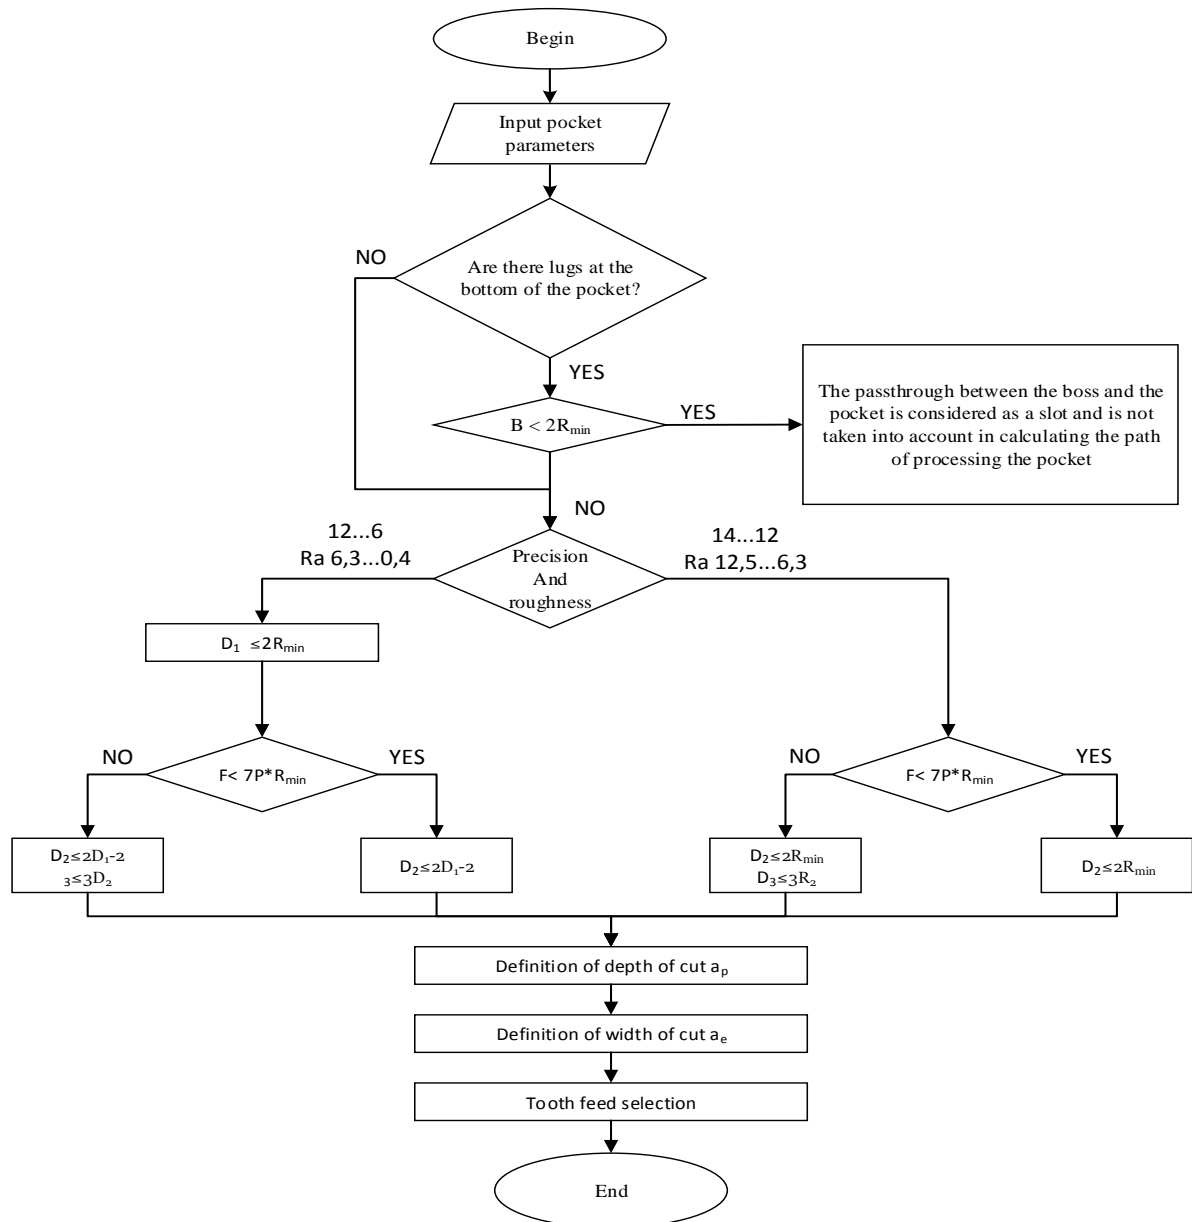 Begin
Input pocket
parameters
NO
Are there lugs at the
bottom of the pocket?
YES
B < 2Rmin
YES
The passthrough between the boss and the
pocket is considered as a slot and is not
taken into account in calculating the path
of processing the pocket
NO
12...6
Ra 6,3...0,4
Precision
And
roughness
14...12
Ra 12,5...6,3
D1 ≤2Rmin
NO
F< 7P*Rmin
YES
NO
F< 7P*Rmin
YES
D2≤2D1-2
3≤3D2
D2≤2D1-2
D2≤2Rmin
D3≤3R2
D2≤2Rmin
Definition of depth of cut ap
Definition of width of cut ae
Tooth feed selection
End